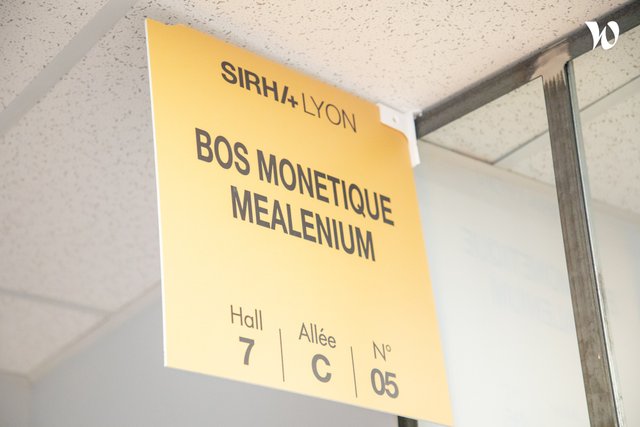 SIRHA LYON
BOS MONETIQUE
MEALENIUM
Hall Allée N°
7 C 05